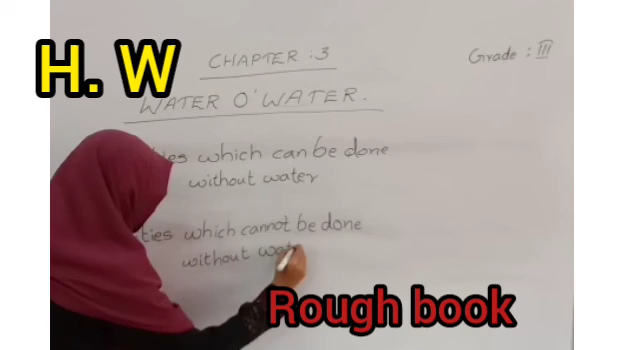 H. W
CHAPTER :3
Grade : III
WATER O' WATER.
which can be done
without water
which cannot be done
without
Rough book